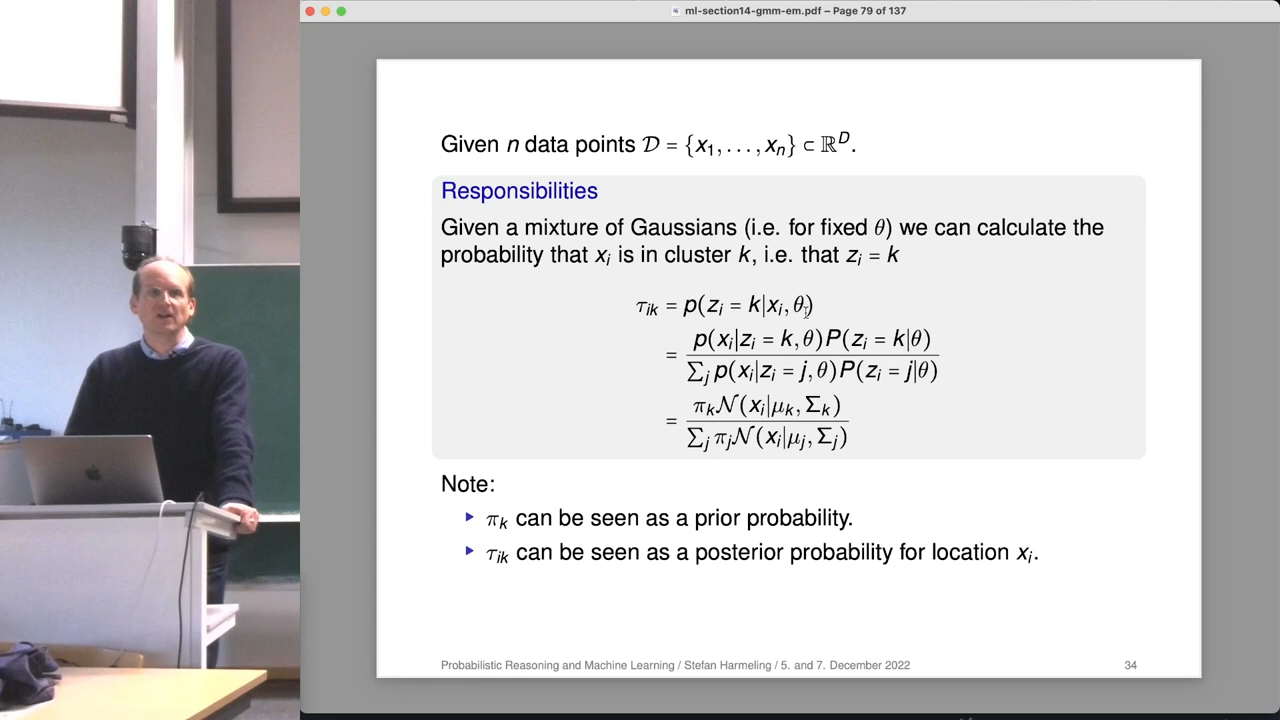 ml-section14-gmm-em.pdf – Page 79 of 137
Given n data points 𝒟 = {x₁, . . . , xₙ} ⊂ ℝᴰ.
Responsibilities
Given a mixture of Gaussians (i.e. for fixed θ) we can calculate the
probability that xᵢ is in cluster k, i.e. that zᵢ = k
τᵢₖ = p(zᵢ = k|xᵢ, θ)
= p(xᵢ|zᵢ = k, θ)P(zᵢ = k|θ) / ∑ⱼ p(xᵢ|zᵢ = j, θ)P(zᵢ = j|θ)
= πₖ𝒩(xᵢ|μₖ, Σₖ) / ∑ⱼ πⱼ𝒩(xᵢ|μⱼ, Σⱼ)
Note:
▸ πₖ can be seen as a prior probability.
▸ τᵢₖ can be seen as a posterior probability for location xᵢ.
Probabilistic Reasoning and Machine Learning / Stefan Harmeling / 5. and 7. December 2022 34